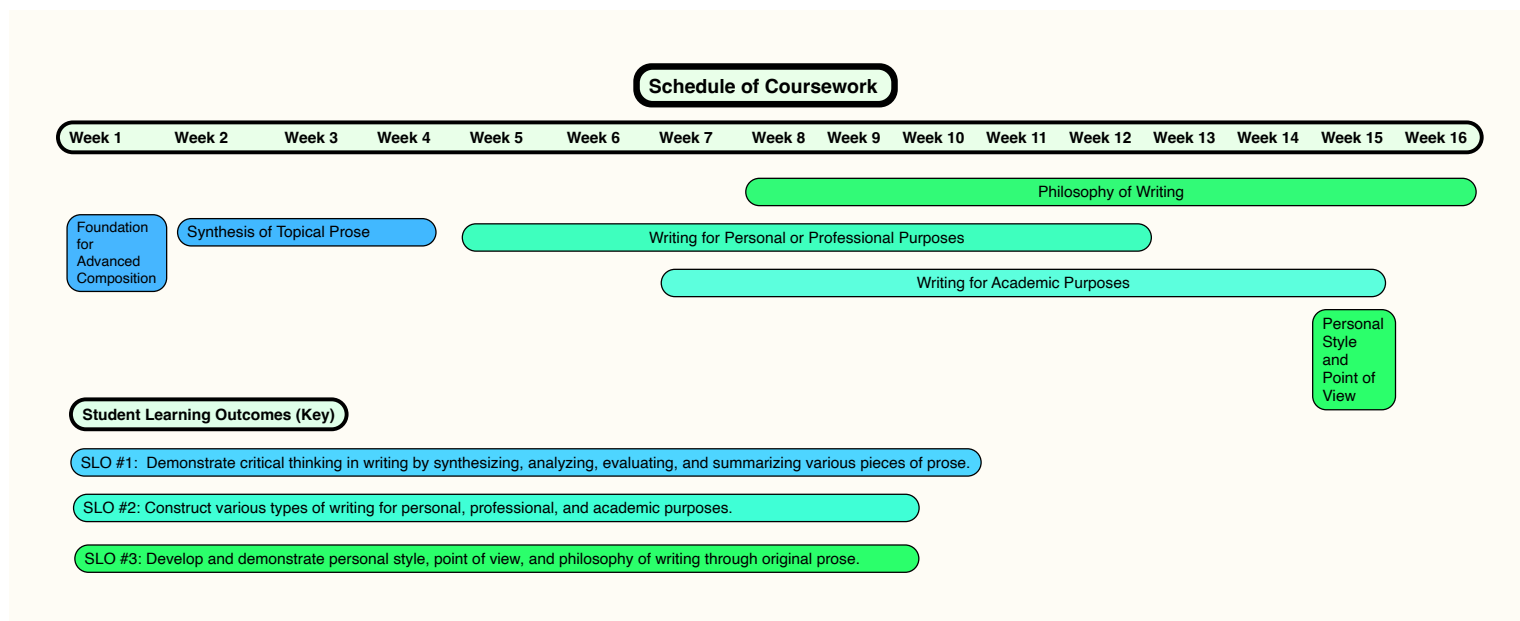 Schedule of Coursework
Week 1 Week 2 Week 3 Week 4 Week 5 Week 6 Week 7 Week 8 Week 9 Week 10 Week 11 Week 12 Week 13 Week 14 Week 15 Week 16
Philosophy of Writing
Foundation
for
Advanced
Composition
Synthesis of Topical Prose
Writing for Personal or Professional Purposes
Writing for Academic Purposes
Personal
Style
and
Point of
View
Student Learning Outcomes (Key)
SLO #1:  Demonstrate critical thinking in writing by synthesizing, analyzing, evaluating, and summarizing various pieces of prose.
SLO #2: Construct various types of writing for personal, professional, and academic purposes.
SLO #3: Develop and demonstrate personal style, point of view, and philosophy of writing through original prose.